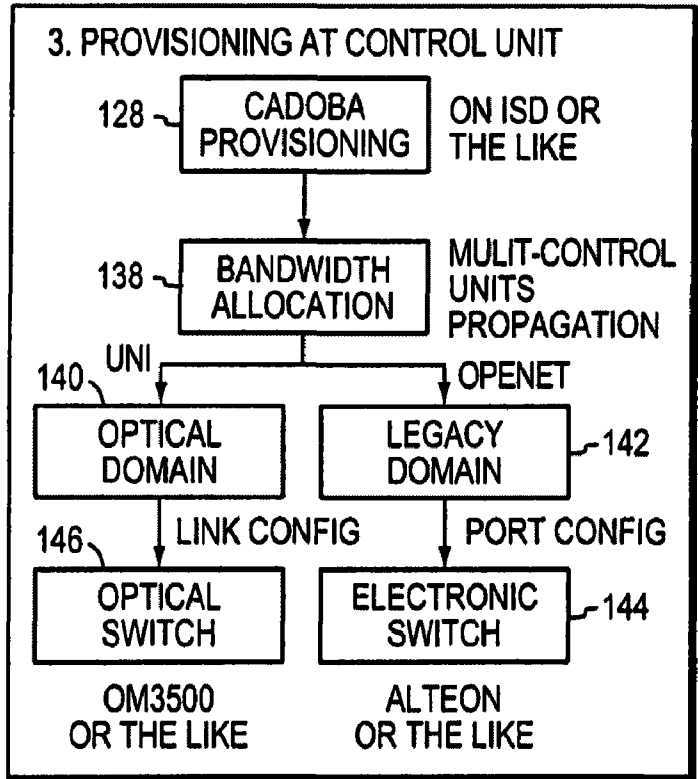 3. PROVISIONING AT CONTROL UNIT
128
CADOBA
PROVISIONING
ON ISD OR
THE LIKE
138
BANDWIDTH
ALLOCATION
MULIT-CONTROL
UNITS
PROPAGATION
UNI
OPENET
140
OPTICAL
DOMAIN
LEGACY
DOMAIN
142
LINK CONFIG
PORT CONFIG
146
OPTICAL
SWITCH
ELECTRONIC
SWITCH
144
OM3500
OR THE LIKE
ALTEON
OR THE LIKE